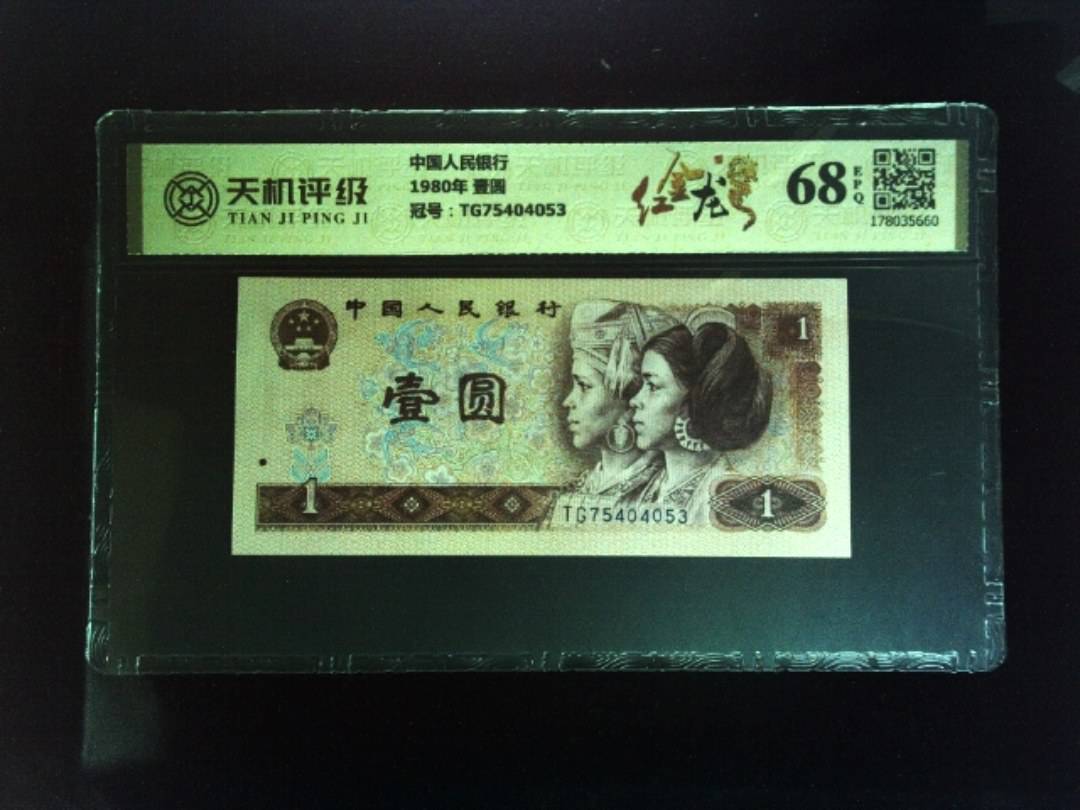 天机评级
TIAN JI PING JI
中国人民银行
1980年 壹圆
冠号：TG75404053
红金龙号
68
EPQ
178035660
中国人民银行
1
壹圆
1
TG75404053
1